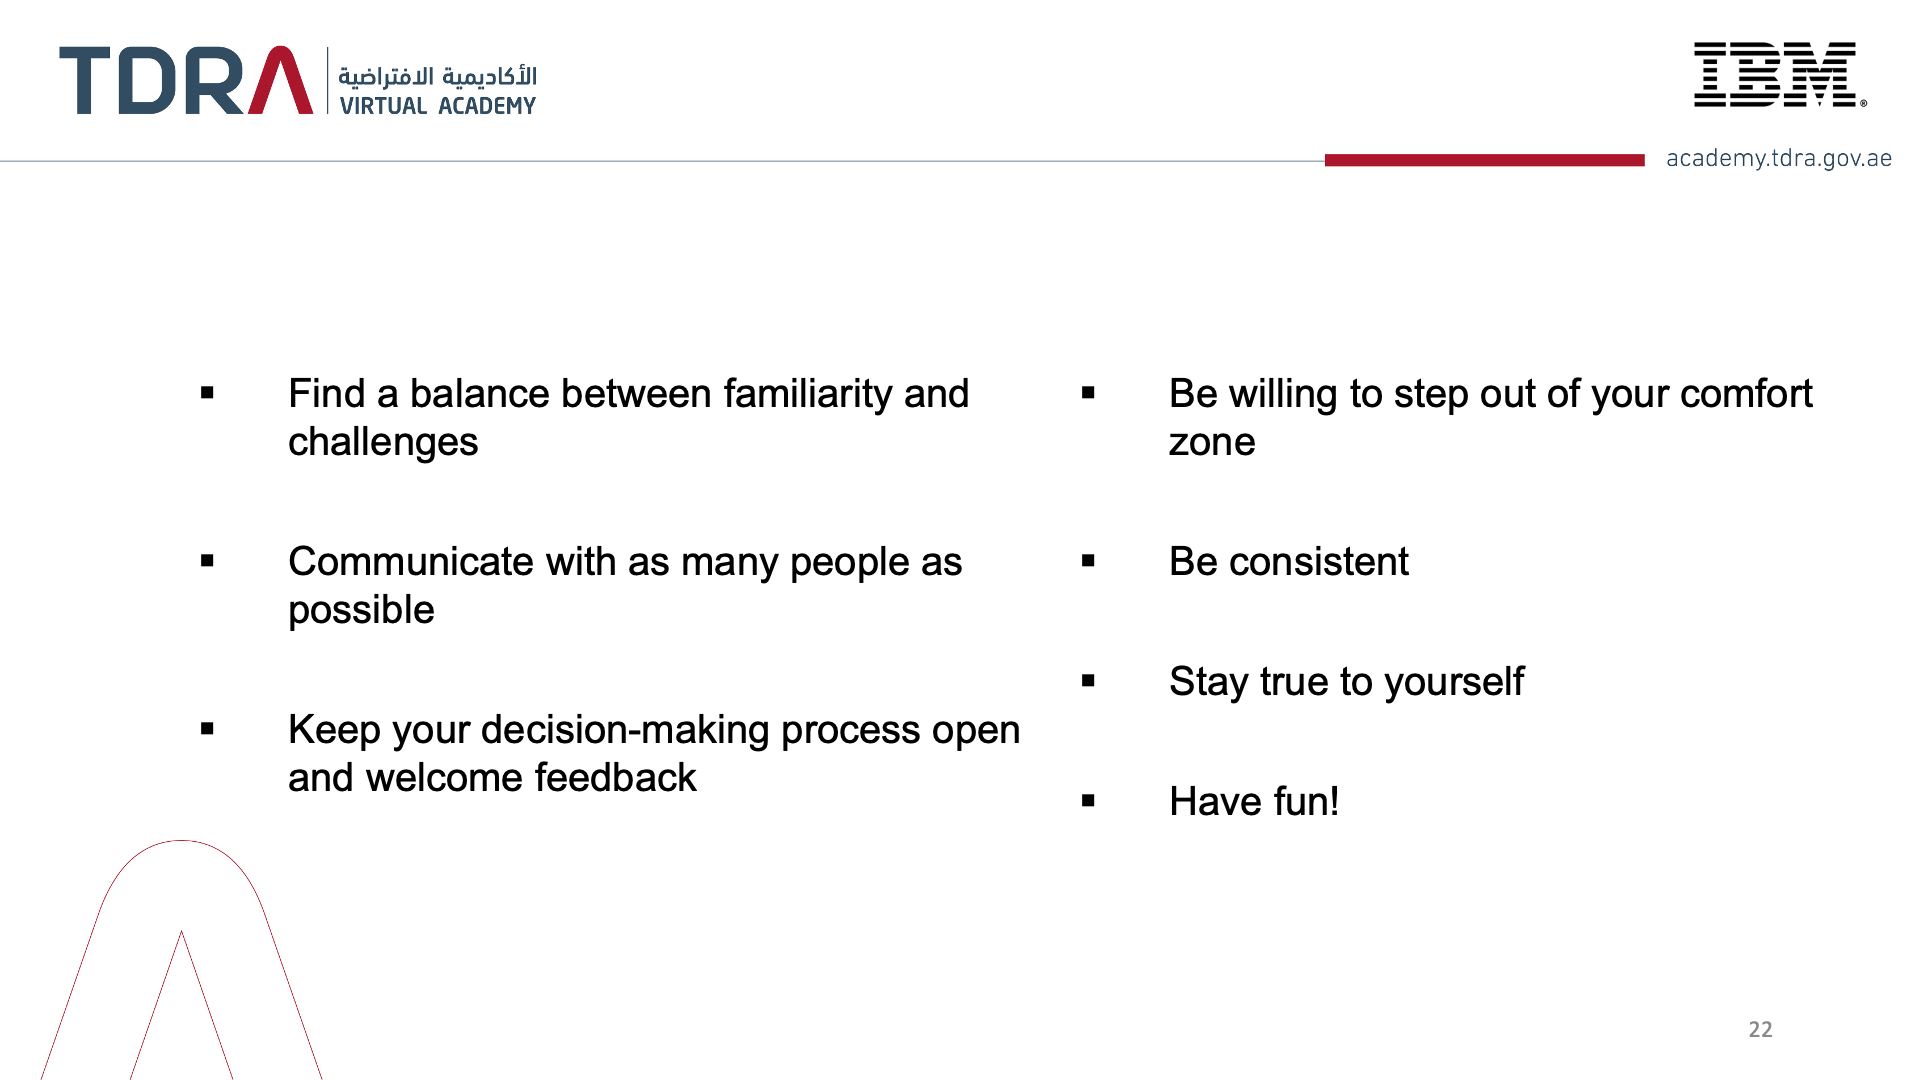 TDRA
الأكاديمية الافتراضية
VIRTUAL ACADEMY
IBM®
academy.tdra.gov.ae
▪ Find a balance between familiarity and
challenges
▪ Communicate with as many people as
possible
▪ Keep your decision-making process open
and welcome feedback
▪ Be willing to step out of your comfort
zone
▪ Be consistent
▪ Stay true to yourself
▪ Have fun!
22